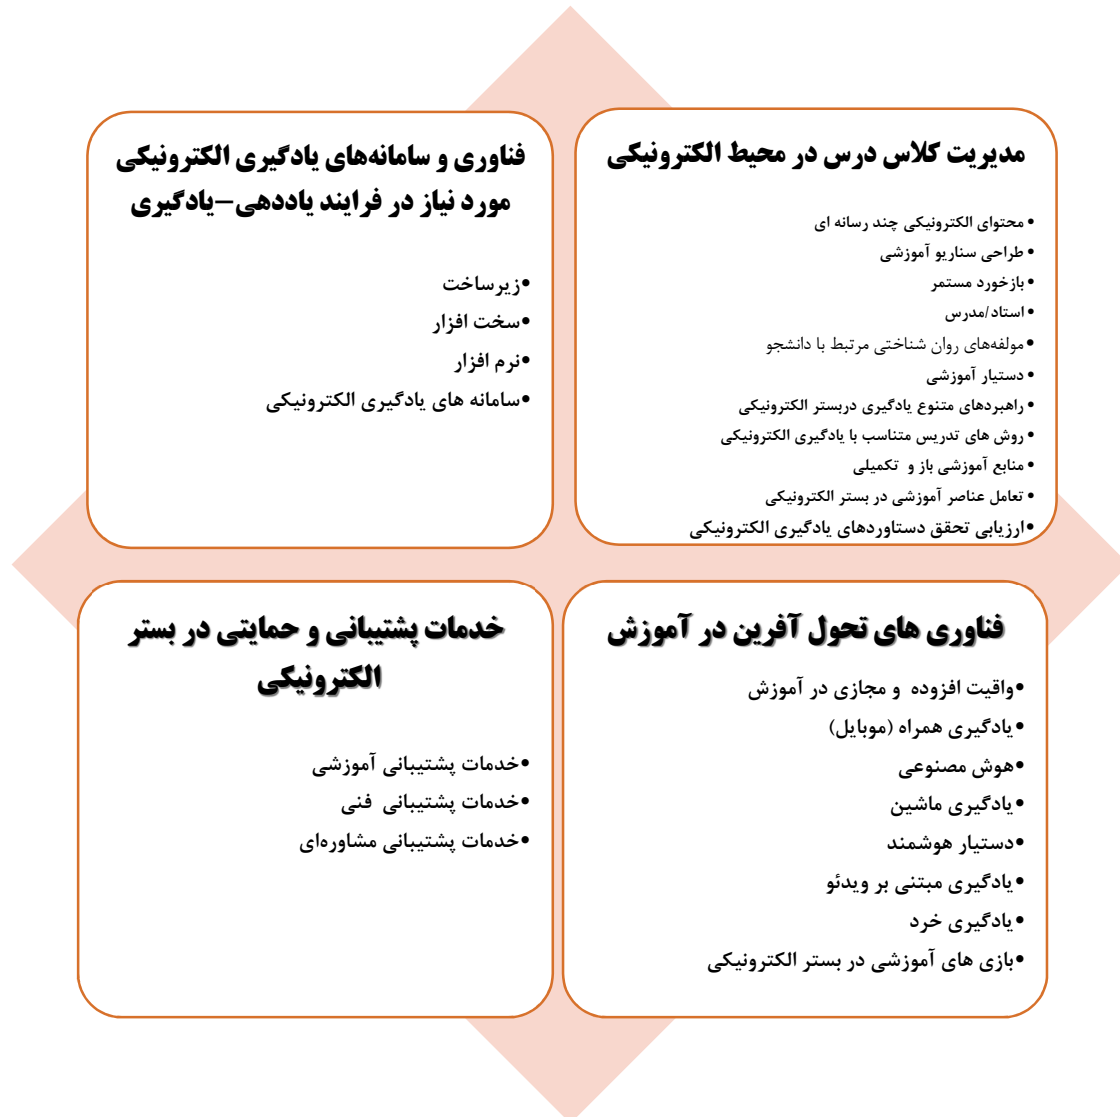 مدیریت کلاس درس در محیط الکترونیکی
•محتوای الکترونیکی چند رسانه ای
•طراحی سناریو آموزشی
•بازخورد مستمر
•استاد/مدرس
•مولفه‌های روان شناختی مرتبط با دانشجو
•دستیار آموزشی
•راهبردهای متنوع یادگیری دربستر الکترونیکی
•روش های تدریس متناسب با یادگیری الکترونیکی
•منابع آموزشی باز و تکمیلی
•تعامل عناصر آموزشی در بستر الکترونیکی
•ارزیابی تحقق دستاوردهای یادگیری الکترونیکی
فناوری و سامانه‌های یادگیری الکترونیکی
مورد نیاز در فرایند یاددهی–یادگیری
•زیرساخت
•سخت افزار
•نرم افزار
•سامانه های یادگیری الکترونیکی
فناوری های تحول آفرین در آموزش
•واقیت افزوده و مجازی در آموزش
•یادگیری همراه (موبایل)
•هوش مصنوعی
•یادگیری ماشین
•دستیار هوشمند
•یادگیری مبتنی بر ویدئو
•یادگیری خرد
•بازی های آموزشی در بستر الکترونیکی
خدمات پشتیبانی و حمایتی در بستر
الکترونیکی
•خدمات پشتیبانی آموزشی
•خدمات پشتیبانی فنی
•خدمات پشتیبانی مشاوره‌ای